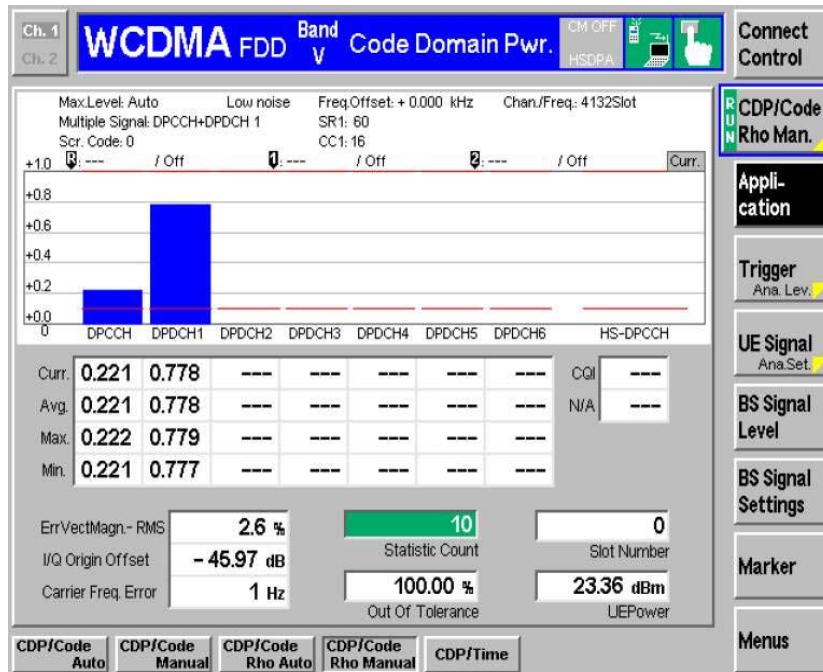 Ch. 1
Ch. 2
WCDMA FDD Band V Code Domain Pwr.
CM OFF
HSDPA
Connect Control
Max.Level: Auto Low noise Freq.Offset: + 0.000 kHz Chan./Freq.: 4132Slot
Multiple Signal: DPCCH+DPDCH 1 SR1: 60
Scr. Code: 0 CC1: 16
R: --- / Off 1: --- / Off 2: --- / Off Curr.
+1.0
+0.8
+0.6
+0.4
+0.2
+0.0
0 DPCCH DPDCH1 DPDCH2 DPDCH3 DPDCH4 DPDCH5 DPDCH6 HS-DPCCH
Curr. 0.221 0.778 --- --- --- --- --- CQI ---
Avg. 0.221 0.778 --- --- --- --- --- N/A ---
Max. 0.222 0.779 --- --- --- --- ---
Min. 0.221 0.777 --- --- --- --- ---
ErrVectMagn.- RMS 2.6 % 10 0
Statistic Count Slot Number
I/Q Origin Offset - 45.97 dB
Carrier Freq. Error 1 Hz 100.00 % 23.36 dBm
Out Of Tolerance UEPower
RUN
CDP/Code
Rho Man.
Appli-
cation
Trigger
Ana. Lev.
UE Signal
Ana.Set.
BS Signal
Level
BS Signal
Settings
Marker
Menus
CDP/Code Auto
CDP/Code Manual
CDP/Code Rho Auto
CDP/Code Rho Manual
CDP/Time